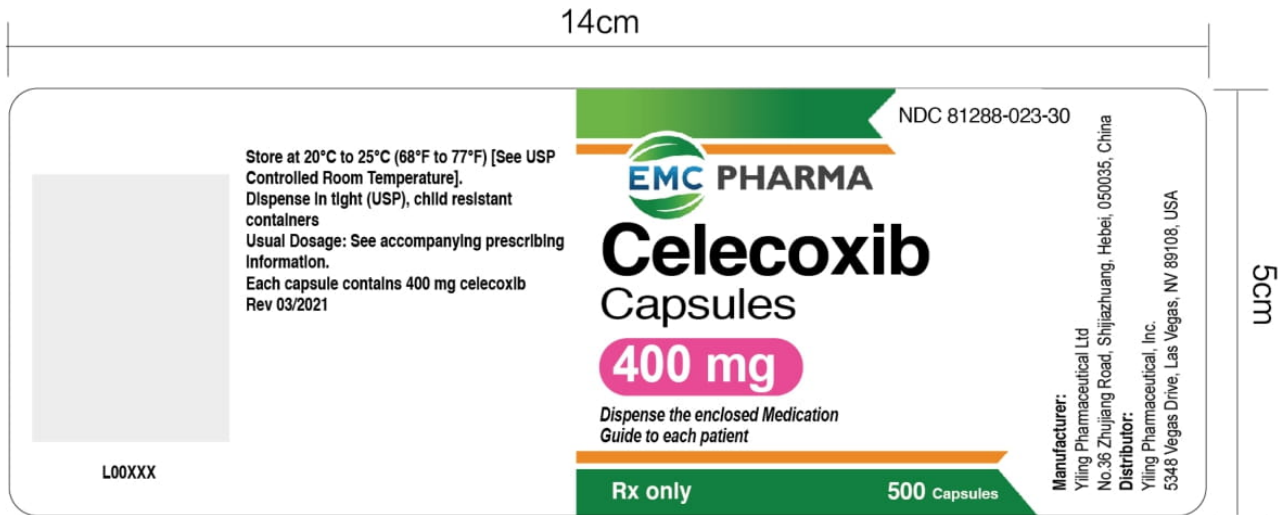 14cm
Store at 20°C to 25°C (68°F to 77°F) [See USP
Controlled Room Temperature].
Dispense in tight (USP), child resistant
containers
Usual Dosage: See accompanying prescribing
information.
Each capsule contains 400 mg celecoxib
Rev 03/2021
L00XXX
NDC 81288-023-30
EMC PHARMA
Celecoxib
Capsules
400 mg
Dispense the enclosed Medication
Guide to each patient
Rx only
500 Capsules
Manufacturer:
Yiling Pharmaceutical Ltd
No.36 Zhujiang Road, Shijiazhuang, Hebei, 050035, China
Distributor:
Yiling Pharmaceutical, Inc.
5348 Vegas Drive, Las Vegas, NV 89108, USA
5cm